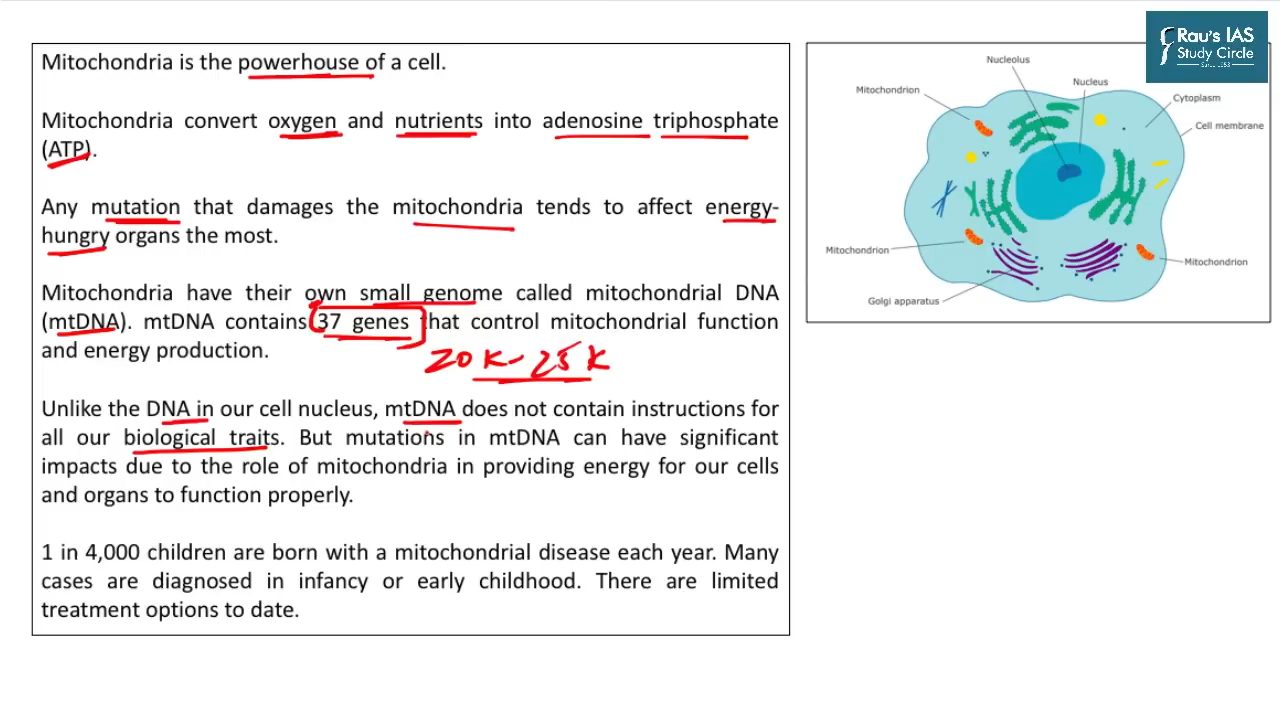 Mitochondria is the powerhouse of a cell.
Mitochondria convert oxygen and nutrients into adenosine triphosphate
(ATP).
Any mutation that damages the mitochondria tends to affect energy-
hungry organs the most.
Mitochondria have their own small genome called mitochondrial DNA
(mtDNA). mtDNA contains 37 genes that control mitochondrial function
and energy production.
20 K - 25 K
Unlike the DNA in our cell nucleus, mtDNA does not contain instructions for
all our biological traits. But mutations in mtDNA can have significant
impacts due to the role of mitochondria in providing energy for our cells
and organs to function properly.
1 in 4,000 children are born with a mitochondrial disease each year. Many
cases are diagnosed in infancy or early childhood. There are limited
treatment options to date.
Rau's IAS
Study Circle
Nucleolus
Nucleus
Mitochondrion
Cytoplasm
Cell membrane
Mitochondrion
Mitochondrion
Golgi apparatus